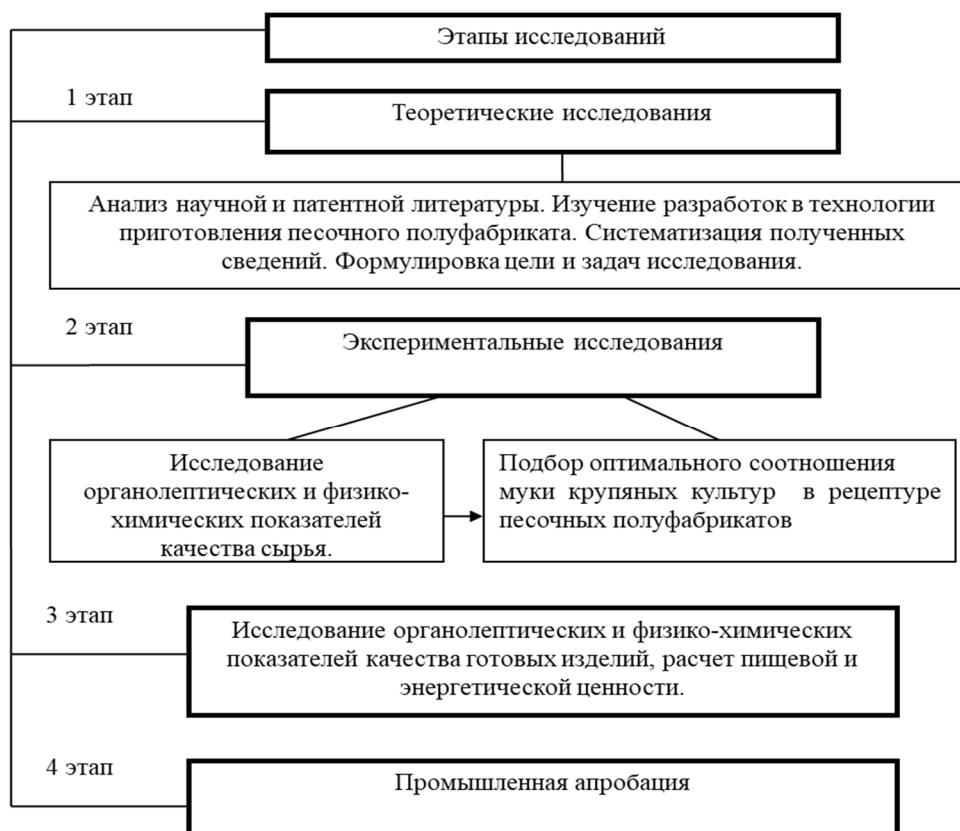 Этапы исследований
1 этап
Теоретические исследования
Анализ научной и патентной литературы. Изучение разработок в технологии
приготовления песочного полуфабриката. Систематизация полученных
сведений. Формулировка цели и задач исследования.
2 этап
Экспериментальные исследования
Исследование
органолептических и физико-
химических показателей
качества сырья.
Подбор оптимального соотношения
муки крупяных культур в рецептуре
песочных полуфабрикатов
3 этап
Исследование органолептических и физико-химических
показателей качества готовых изделий, расчет пищевой и
энергетической ценности.
4 этап
Промышленная апробация